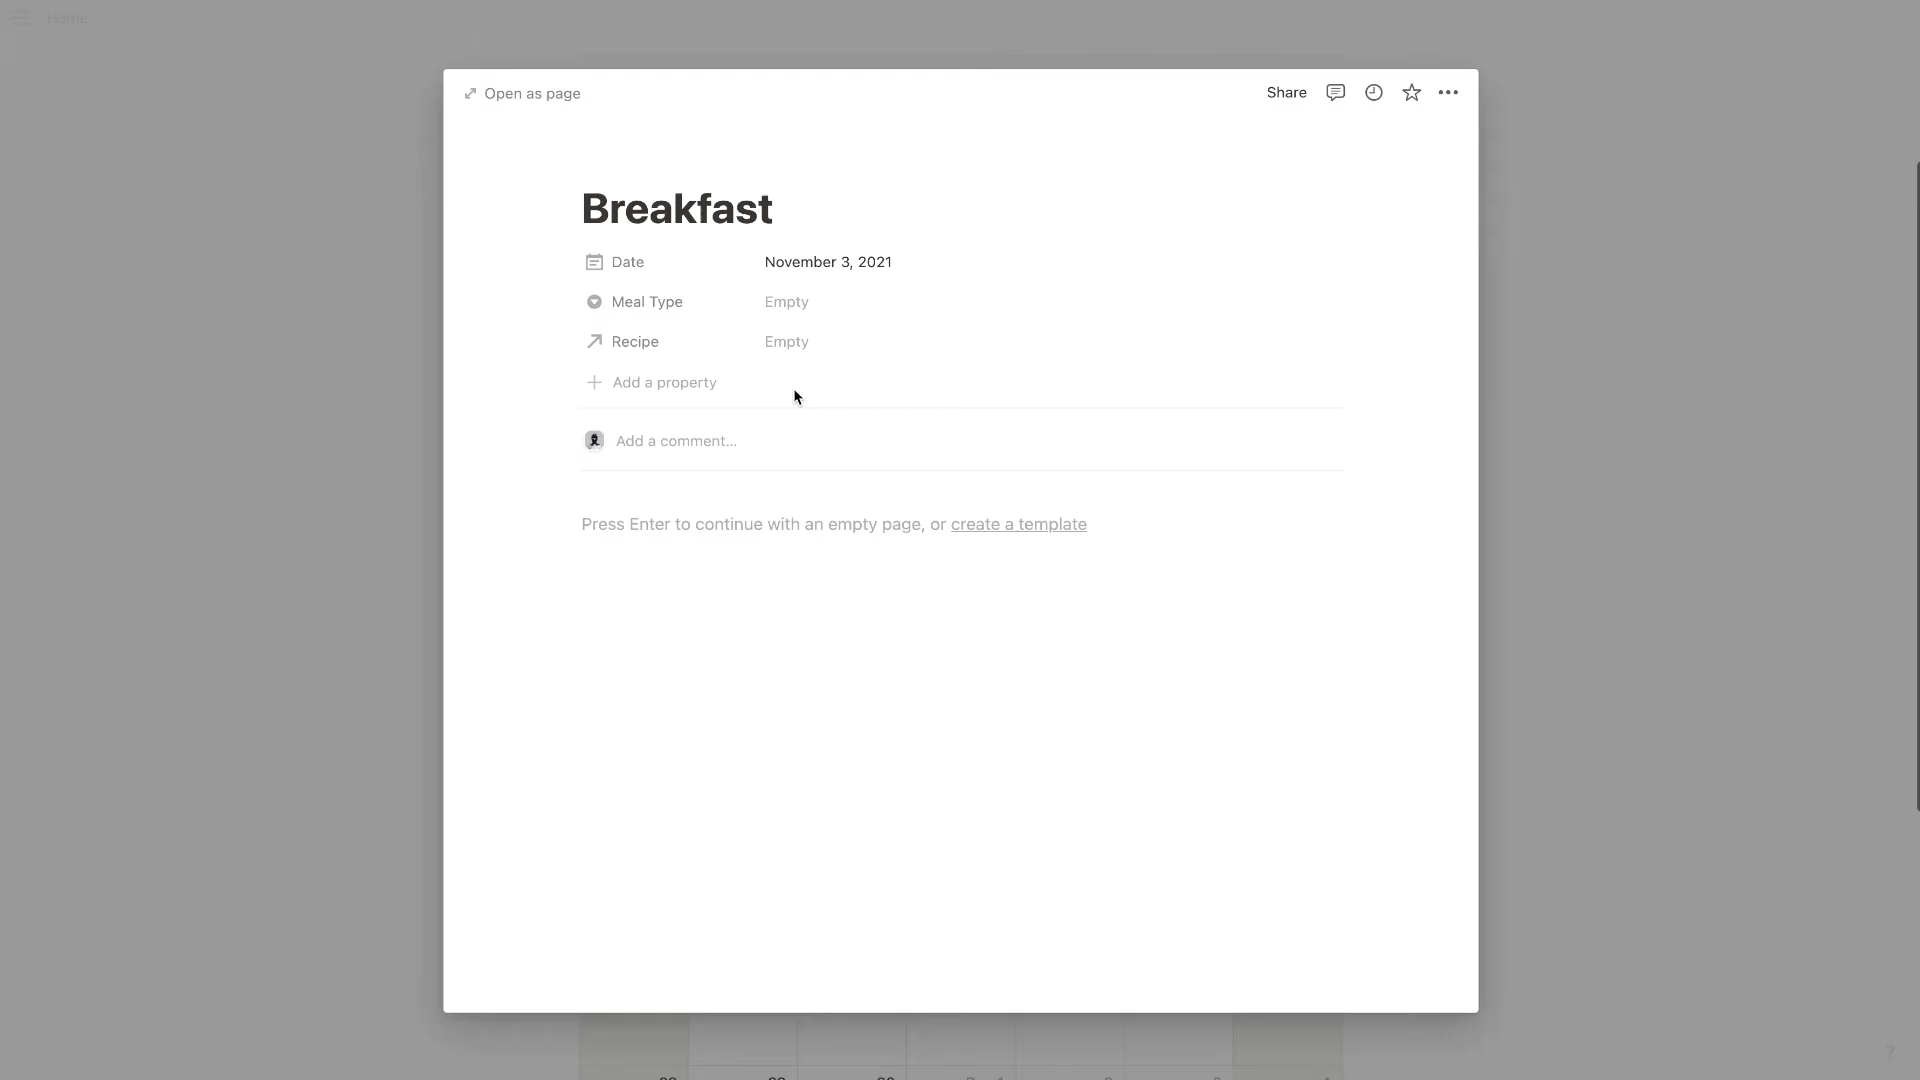 Home
Open as page
Share
Breakfast
Date November 3, 2021
Meal Type Empty
Recipe Empty
Add a property
Add a comment...
Press Enter to continue with an empty page, or create a template
?